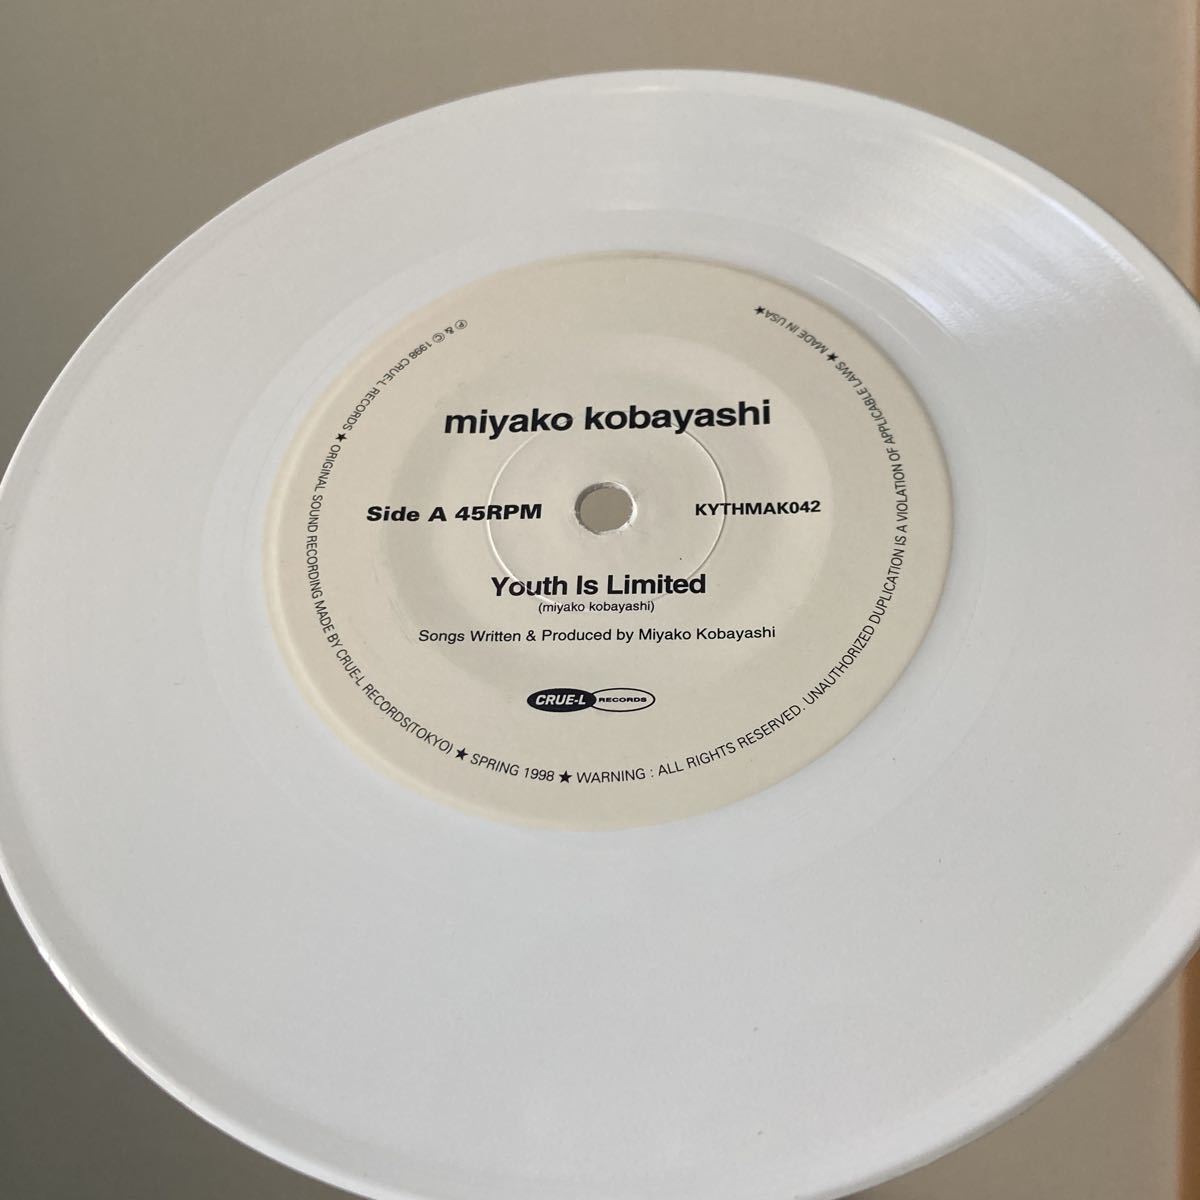 miyako kobayashi
Side A 45RPM
KYTHMAK042
Youth Is Limited
(miyako kobayashi)
Songs Written & Produced by Miyako Kobayashi
CRUE-L RECORDS
℗ & © 1998 CRUE-L RECORDS ★ ORIGINAL SOUND RECORDING MADE BY CRUE-L RECORDS(TOKYO) ★ SPRING 1998 ★ WARNING : ALL RIGHTS RESERVED. UNAUTHORIZED DUPLICATION IS A VIOLATION OF APPLICABLE LAWS ★ MADE IN USA★